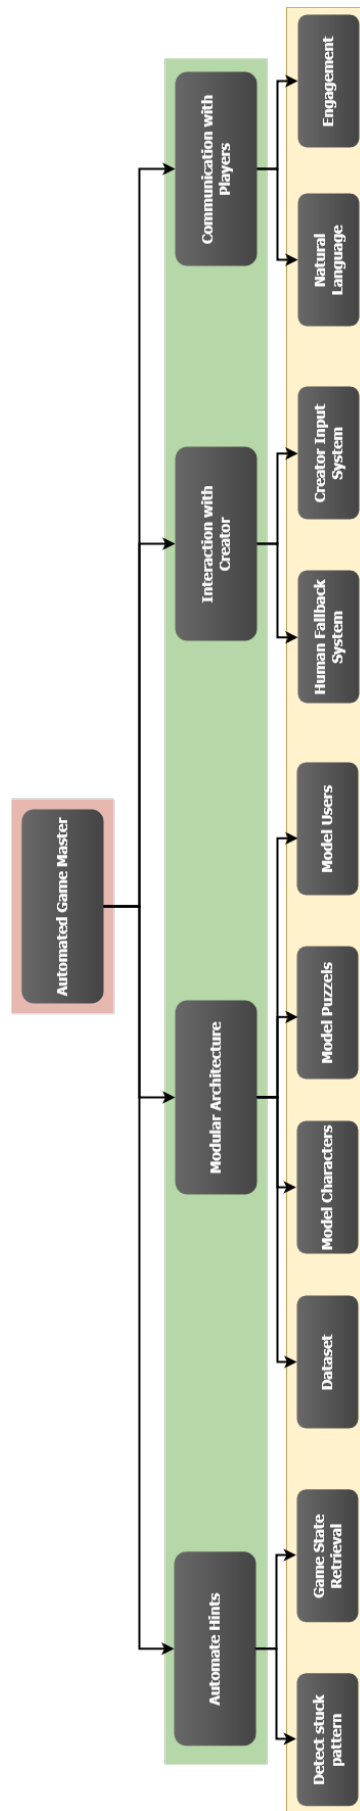 Automated Game Master
Automate Hints
Modular Architecture
Interaction with
Creator
Communication with
Players
Detect stuck
pattern
Game State
Retrieval
Dataset
Model Characters
Model Puzzels
Model Users
Human Fallback
System
Creator Input
System
Natural
Language
Engagement